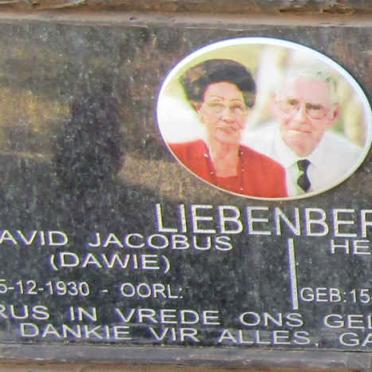 LIEBENBER
AVID JACOBUS HE
(DAWIE)
5-12-1930 - OORL: GEB:15-
RUS IN VREDE ONS GEL
DANKIE VIR ALLES, GA